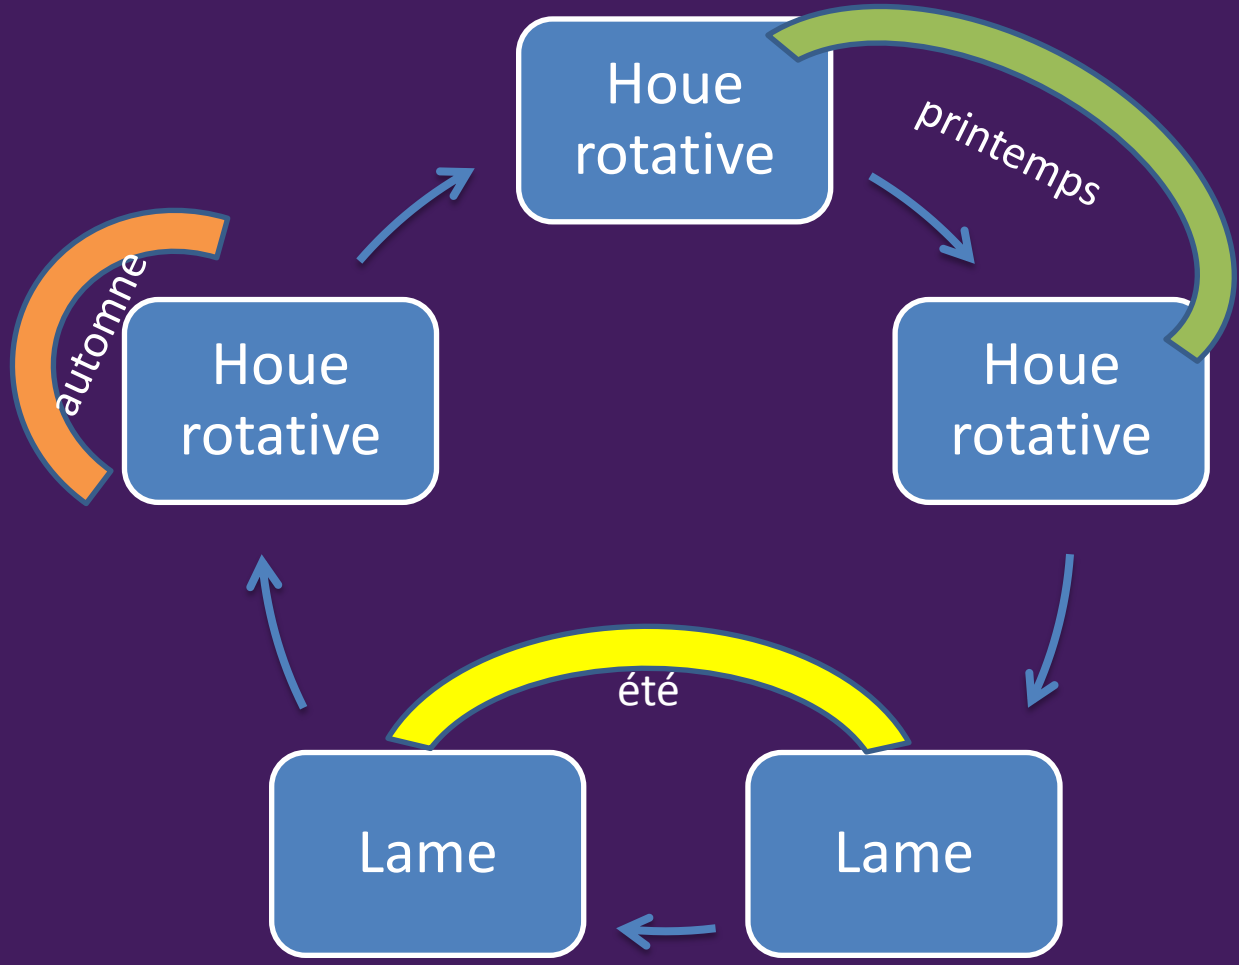 Houe
rotative
printemps
Houe
rotative
Lame
été
Lame
Houe
rotative
automne